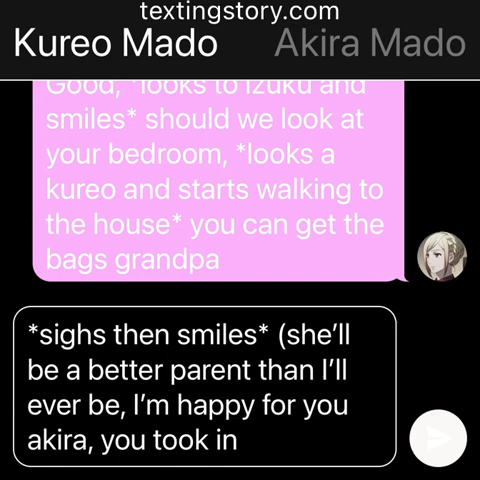 textingstory.com
Kureo Mado Akira Mado
Good, *looks to Izuku and
smiles* should we look at
your bedroom, *looks a
kureo and starts walking to
the house* you can get the
bags grandpa
*sighs then smiles* (she’ll
be a better parent than I’ll
ever be, I’m happy for you
akira, you took in